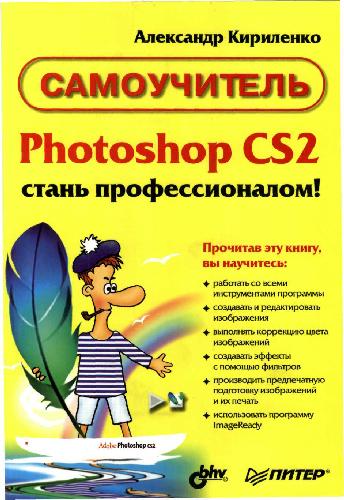 Александр Кириленко
САМОУЧИТЕЛЬ
Photoshop CS2
стань профессионалом!
Прочитав эту книгу,
вы научитесь:
работать со всеми
инструментами программы
создавать и редактировать
изображения
выполнять коррекцию цвета
изображений
создавать эффекты
с помощью фильтров
производить предпечатную
подготовку изображений
и их печать
использовать программу
ImageReady
Adobe Photoshop CS2
bhv
ПИТЕР